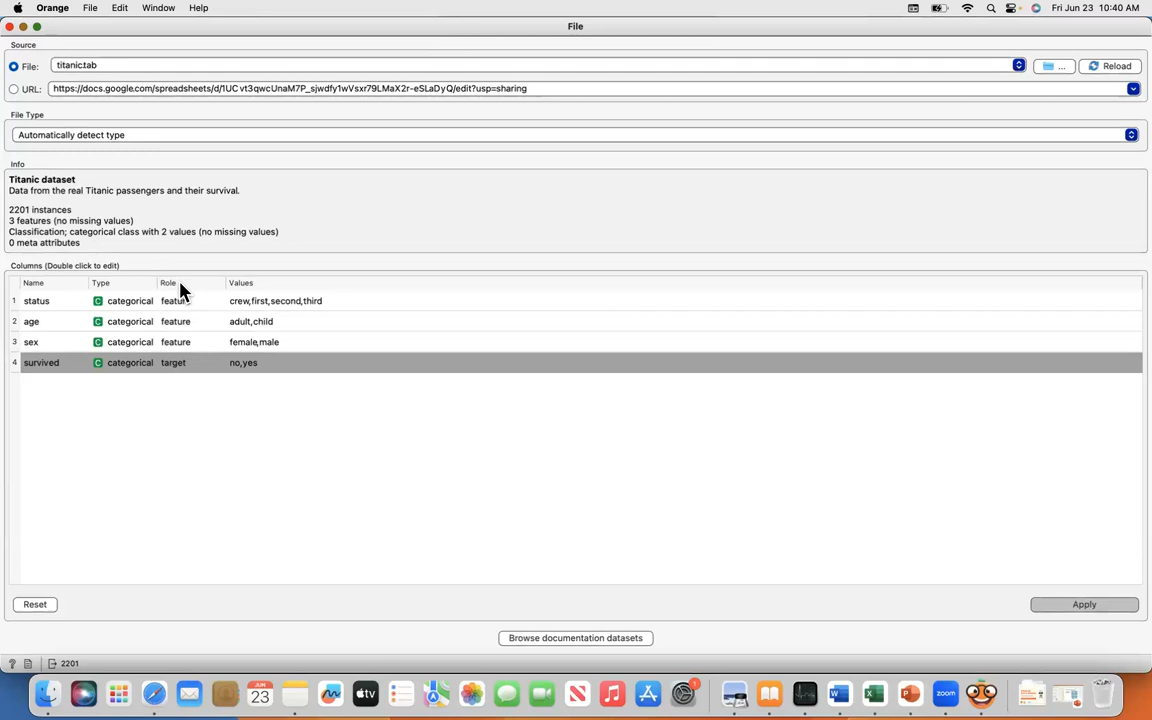 Orange File Edit Window Help Fri Jun 23 10:40 AM
File
Source
File: titanic.tab ... Reload
URL: https://docs.google.com/spreadsheets/d/1UCvt3qwcUnaM7P_sjwdfy1wVsxr79LMaX2r-eSLaDyQ/edit?usp=sharing
File Type
Automatically detect type
Info
Titanic dataset
Data from the real Titanic passengers and their survival.
2201 instances
3 features (no missing values)
Classification; categorical class with 2 values (no missing values)
0 meta attributes
Columns (Double click to edit)
Name Type Role Values
1 status C categorical feature crew,first,second,third
2 age C categorical feature adult,child
3 sex C categorical feature female,male
4 survived C categorical target no,yes
Reset Apply
Browse documentation datasets
? 2201
JUN 23 tv 1 W X P zoom